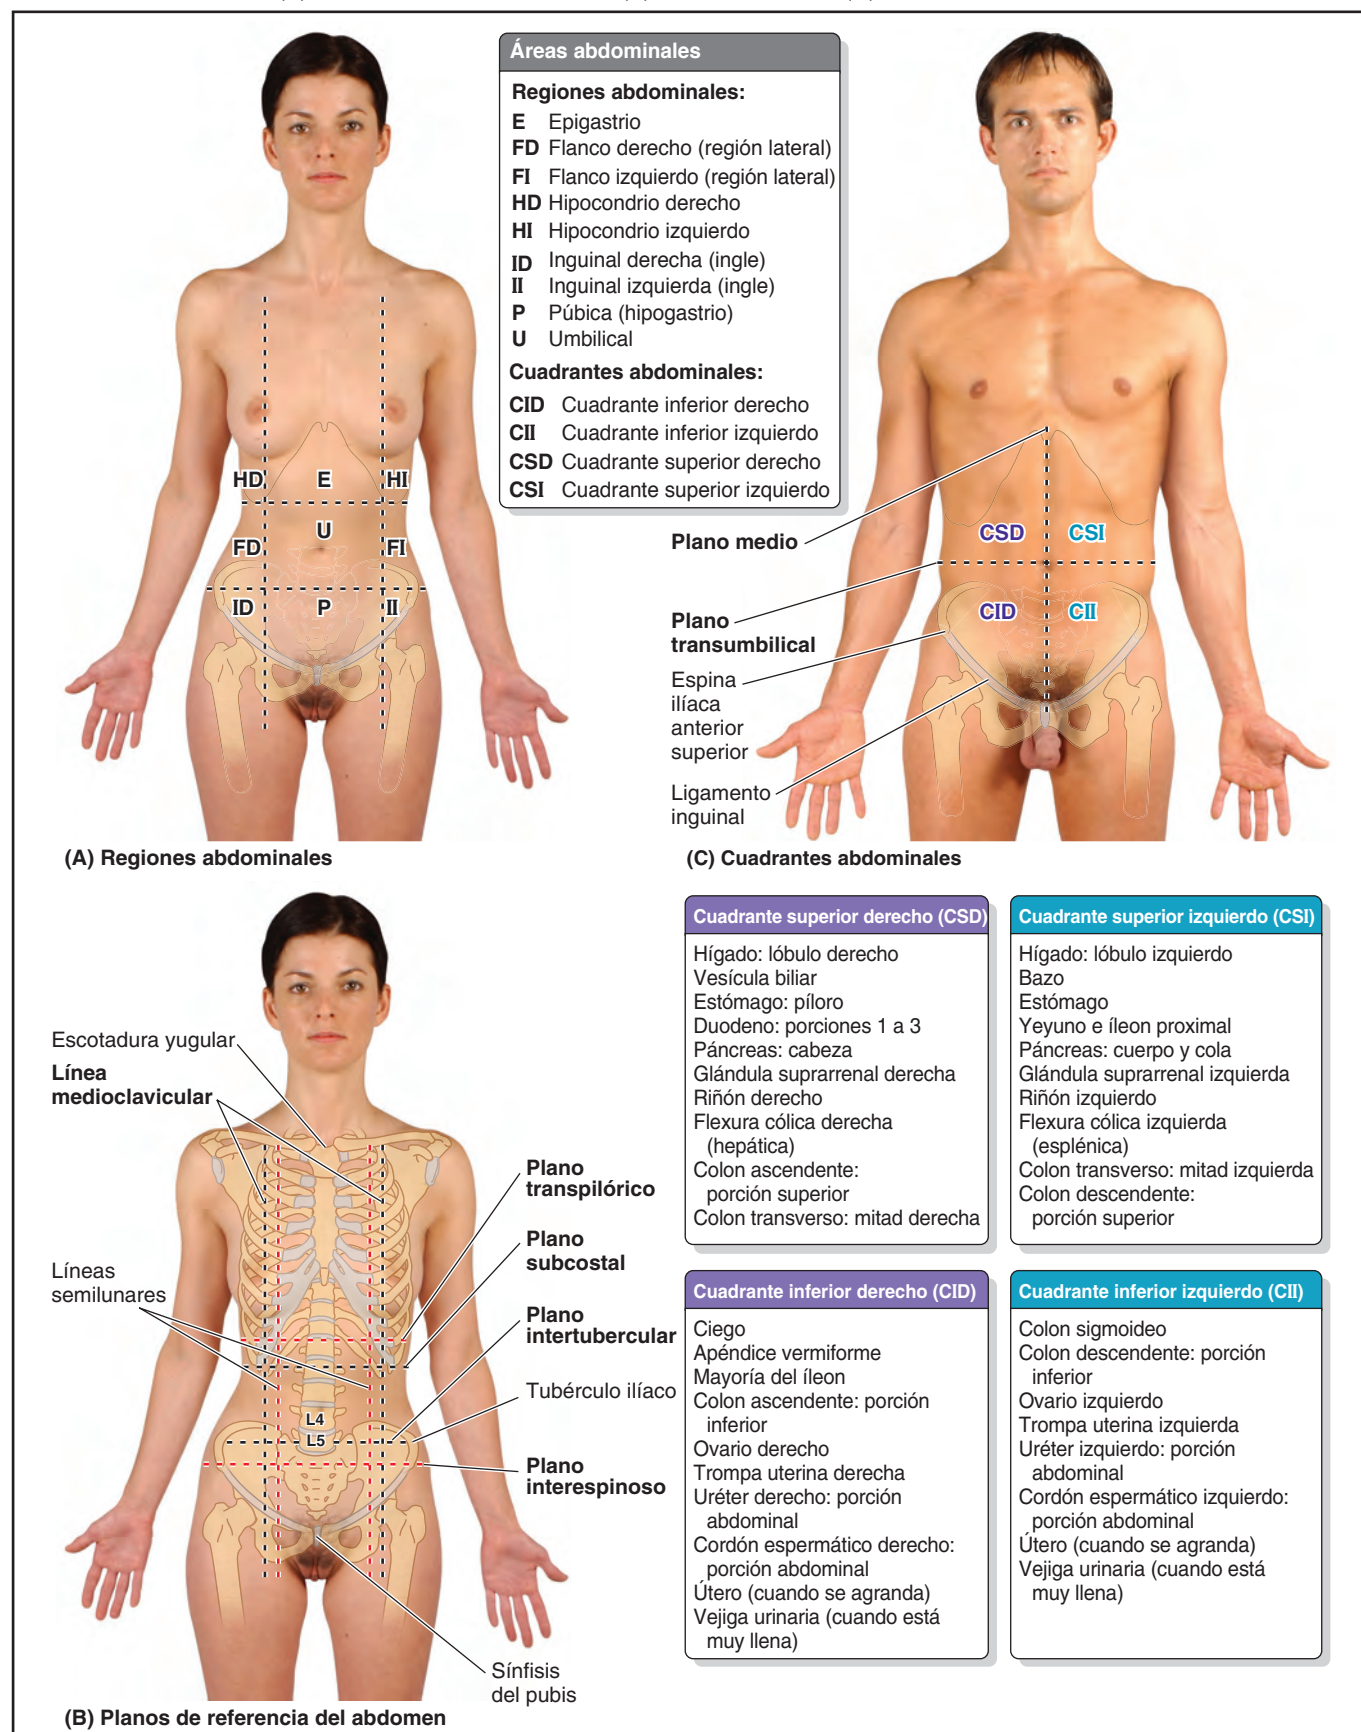 Áreas abdominales
Regiones abdominales:
E Epigastrio
FD Flanco derecho (región lateral)
FI Flanco izquierdo (región lateral)
HD Hipocondrio derecho
HI Hipocondrio izquierdo
ID Inguinal derecha (ingle)
II Inguinal izquierda (ingle)
P Púbica (hipogastrio)
U Umbilical
Cuadrantes abdominales:
CID Cuadrante inferior derecho
CII Cuadrante inferior izquierdo
CSD Cuadrante superior derecho
CSI Cuadrante superior izquierdo
HD E HI
U
FD FI
ID P II
(A) Regiones abdominales
CSD CSI
CID CII
Plano medio
Plano
transumbilical
Espina
ilíaca
anterior
superior
Ligamento
inguinal
(C) Cuadrantes abdominales
Escotadura yugular
Línea
medioclavicular
Líneas
semilunares
Plano
transpilórico
Plano
subcostal
Plano
intertubercular
Tubérculo ilíaco
Plano
interespinoso
L4
L5
Sínfisis
del pubis
(B) Planos de referencia del abdomen
Cuadrante superior derecho (CSD)
Hígado: lóbulo derecho
Vesícula biliar
Estómago: píloro
Duodeno: porciones 1 a 3
Páncreas: cabeza
Glándula suprarrenal derecha
Riñón derecho
Flexura cólica derecha
(hepática)
Colon ascendente:
porción superior
Colon transverso: mitad derecha
Cuadrante superior izquierdo (CSI)
Hígado: lóbulo izquierdo
Bazo
Estómago
Yeyuno e íleon proximal
Páncreas: cuerpo y cola
Glándula suprarrenal izquierda
Riñón izquierdo
Flexura cólica izquierda
(esplénica)
Colon transverso: mitad izquierda
Colon descendente:
porción superior
Cuadrante inferior derecho (CID)
Ciego
Apéndice vermiforme
Mayoría del íleon
Colon ascendente: porción
inferior
Ovario derecho
Trompa uterina derecha
Uréter derecho: porción
abdominal
Cordón espermático derecho:
porción abdominal
Útero (cuando se agranda)
Vejiga urinaria (cuando está
muy llena)
Cuadrante inferior izquierdo (CII)
Colon sigmoideo
Colon descendente: porción
inferior
Ovario izquierdo
Trompa uterina izquierda
Uréter izquierdo: porción
abdominal
Cordón espermático izquierdo:
porción abdominal
Útero (cuando se agranda)
Vejiga urinaria (cuando está
muy llena)